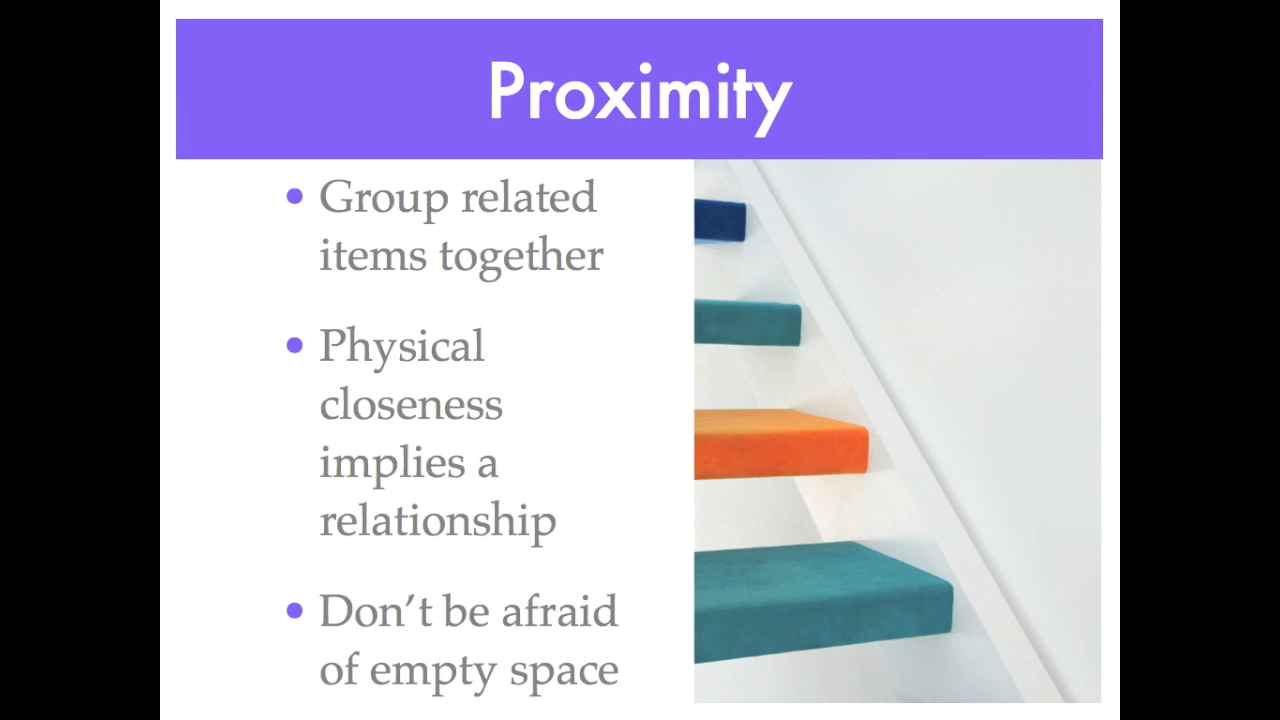 Proximity
• Group related
items together
• Physical
closeness
implies a
relationship
• Don’t be afraid
of empty space